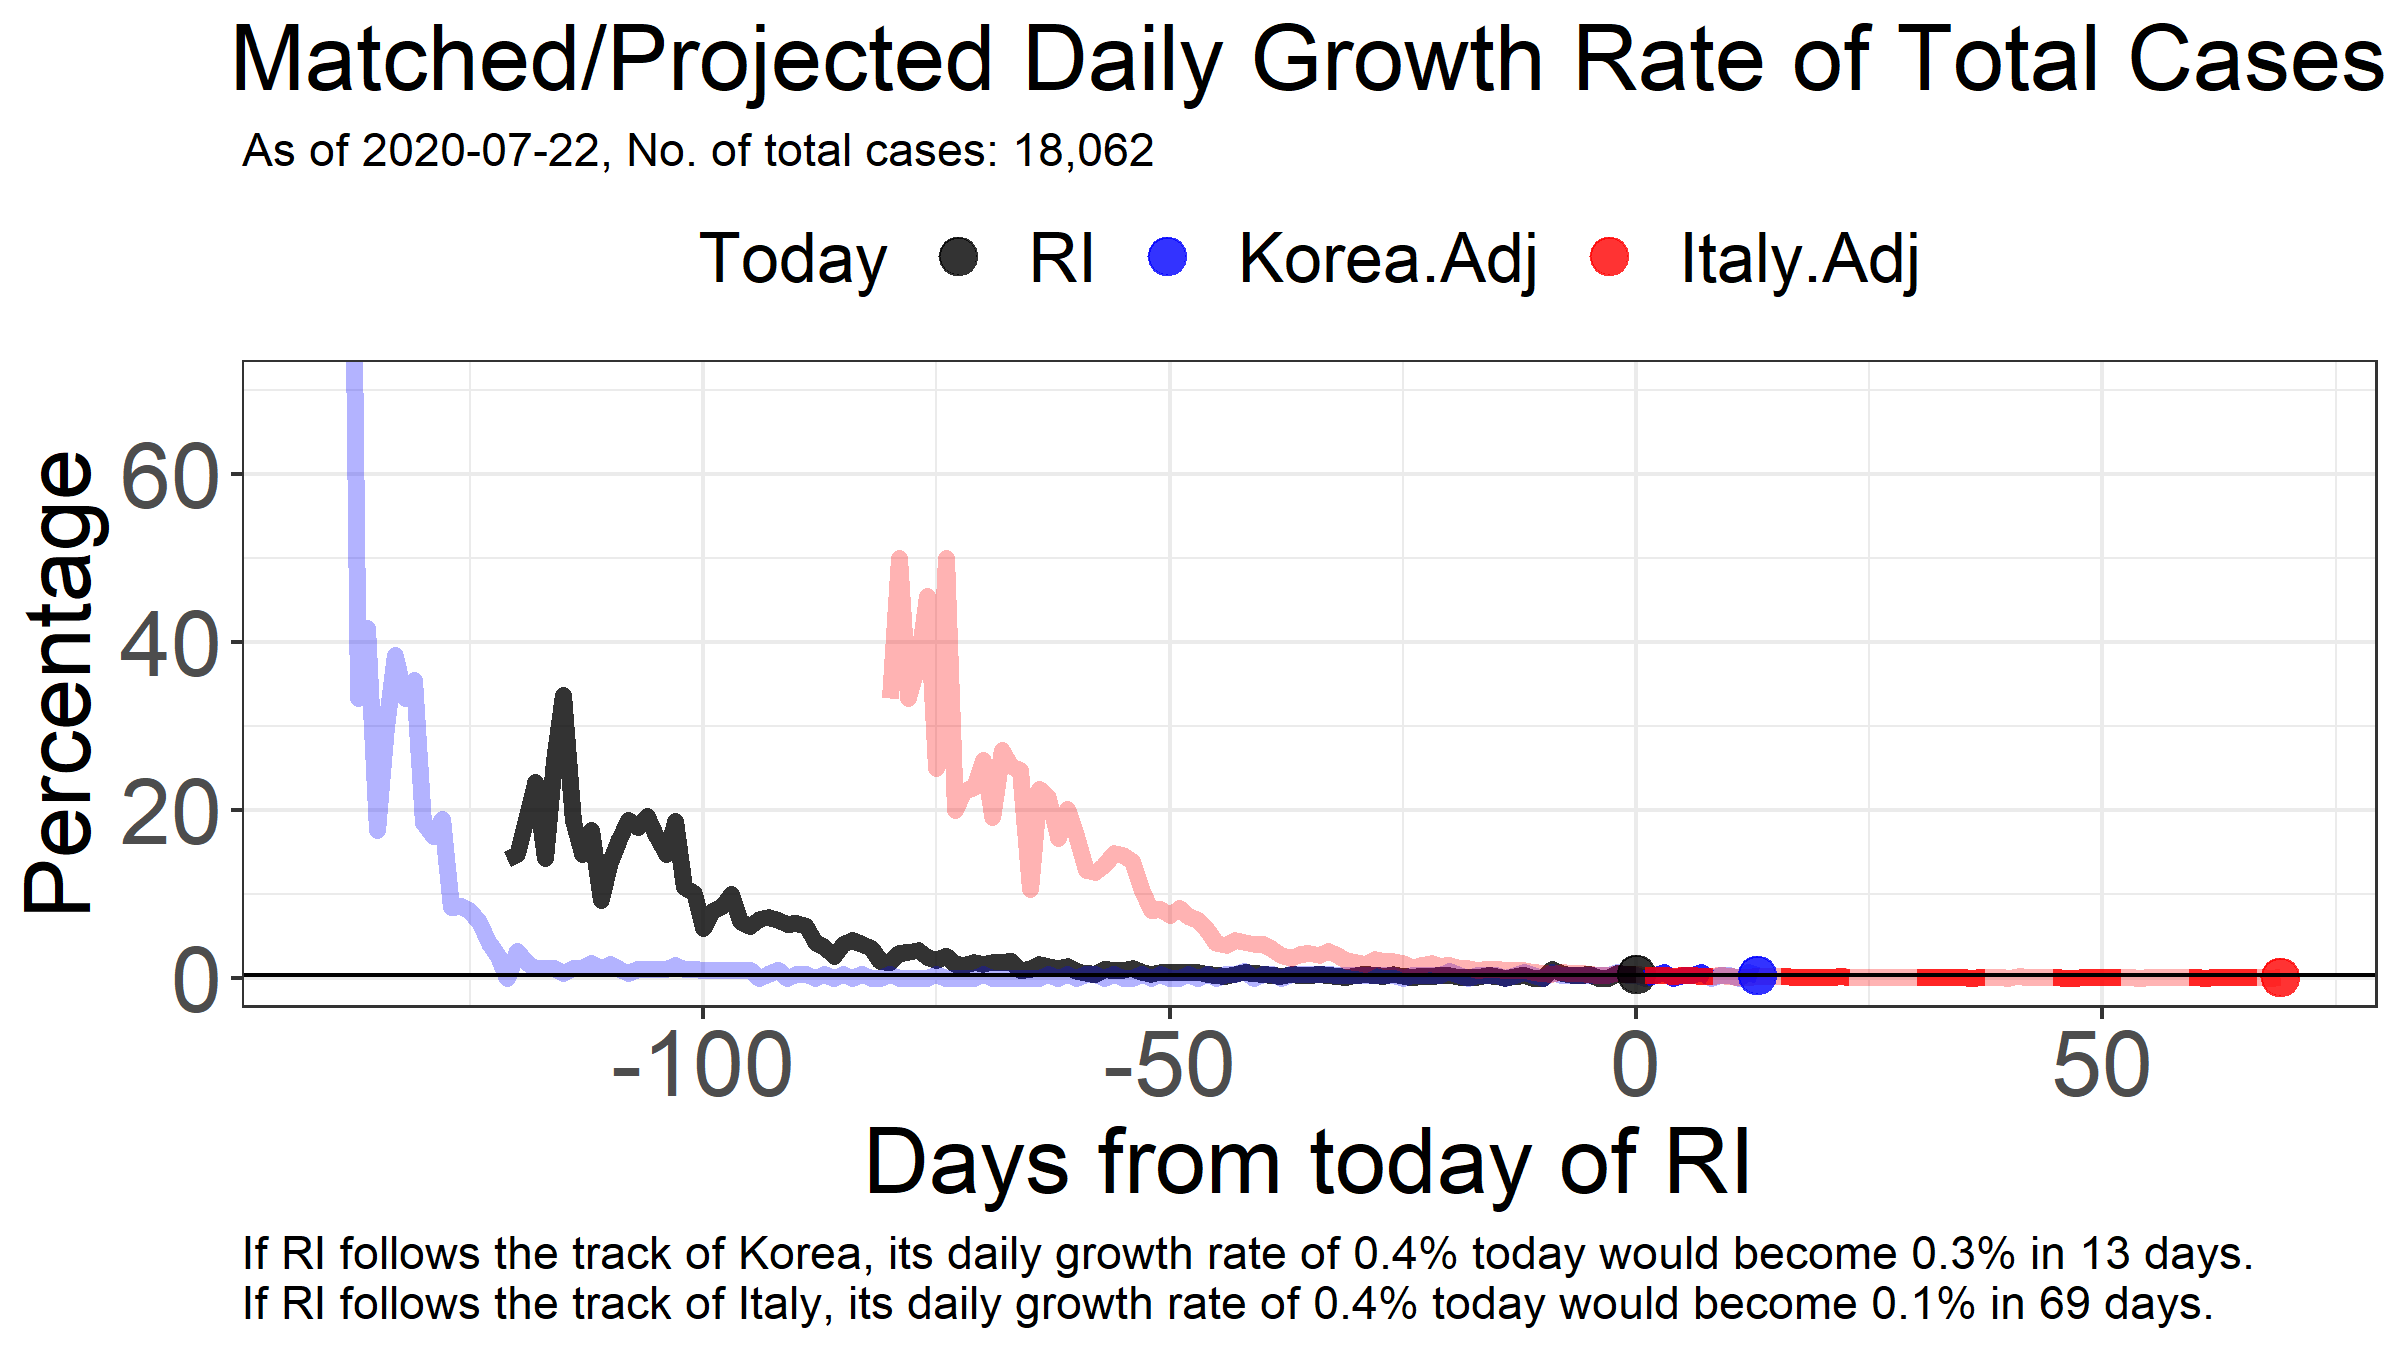 Matched/Projected Daily Growth Rate of Total Cases
As of 2020-07-22, No. of total cases: 18,062
Today RI Korea.Adj Italy.Adj
Percentage
60
40
20
0
-100 -50 0 50
Days from today of RI
If RI follows the track of Korea, its daily growth rate of 0.4% today would become 0.3% in 13 days.
If RI follows the track of Italy, its daily growth rate of 0.4% today would become 0.1% in 69 days.